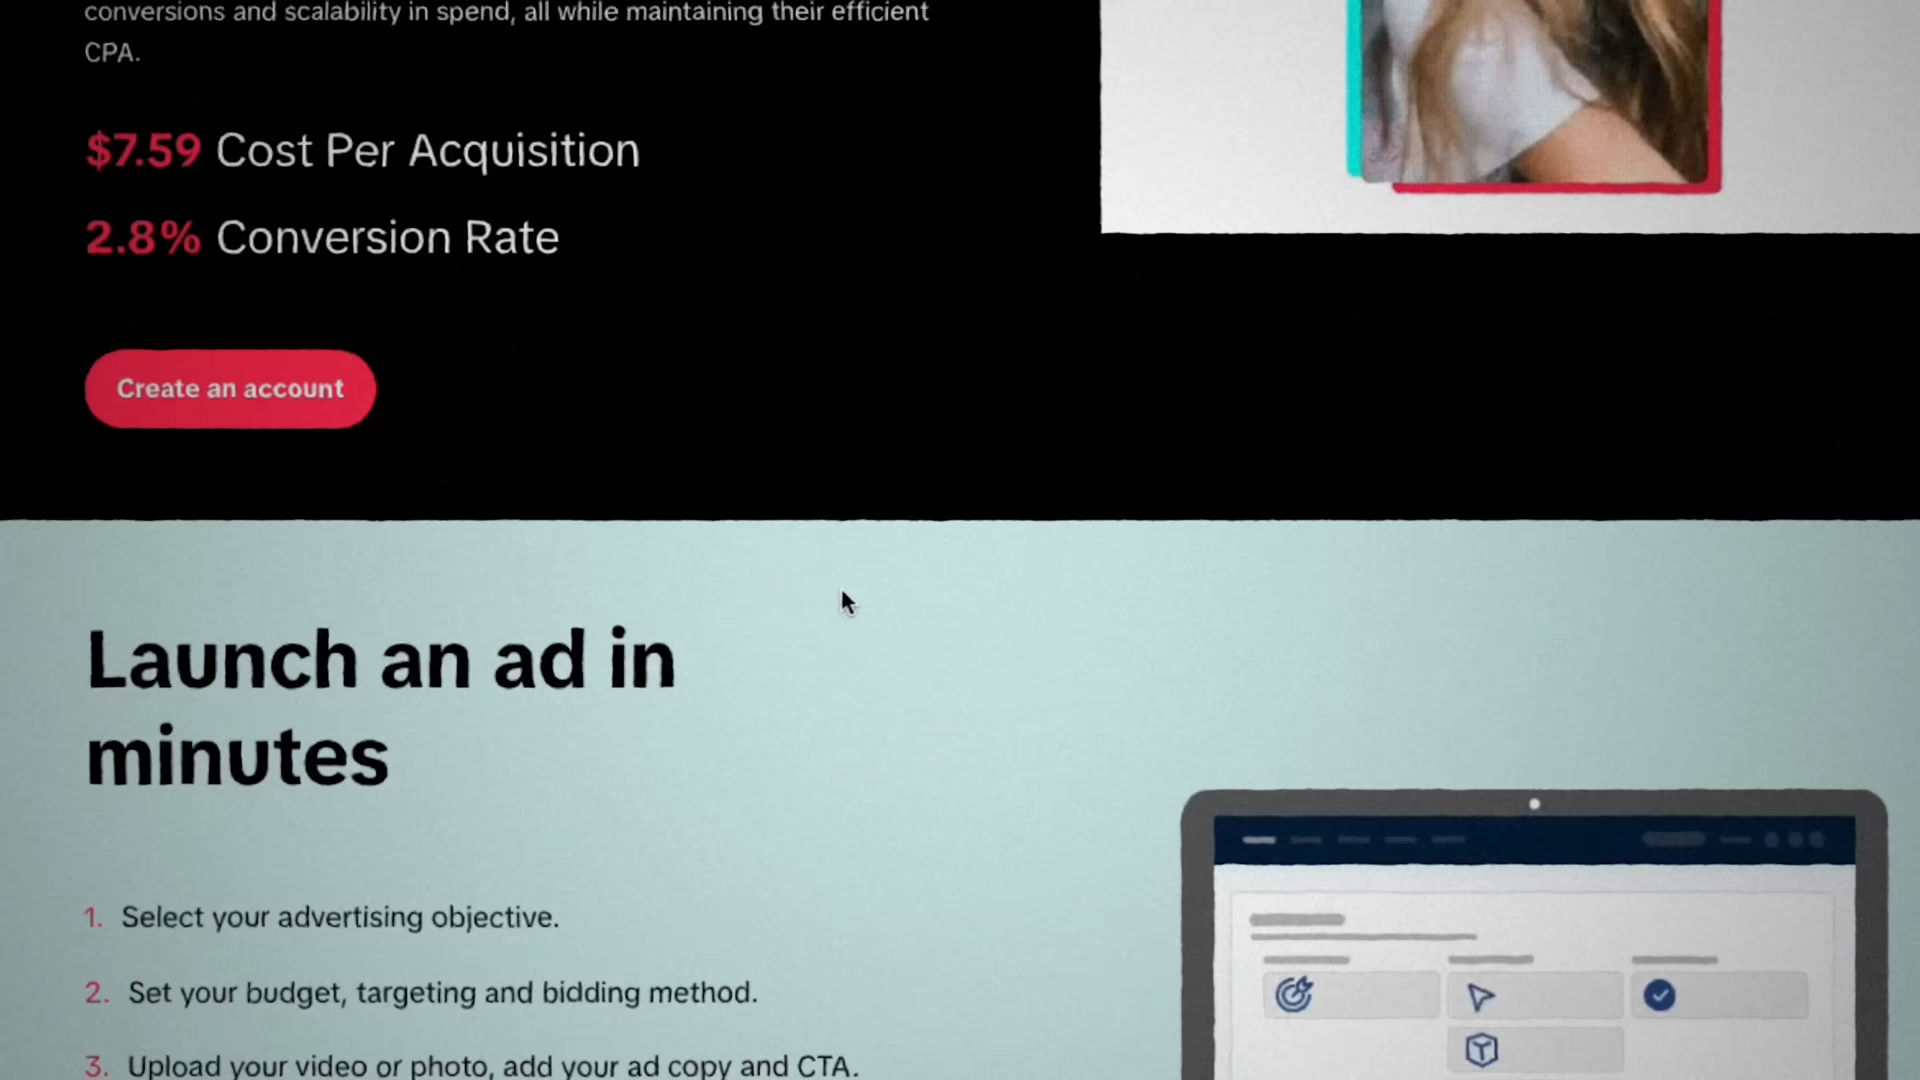 conversions and scalability in spend, all while maintaining their efficient
CPA.
$7.59 Cost Per Acquisition
2.8% Conversion Rate
Create an account
Launch an ad in
minutes
1. Select your advertising objective.
2. Set your budget, targeting and bidding method.
3. Upload your video or photo, add your ad copy and CTA.